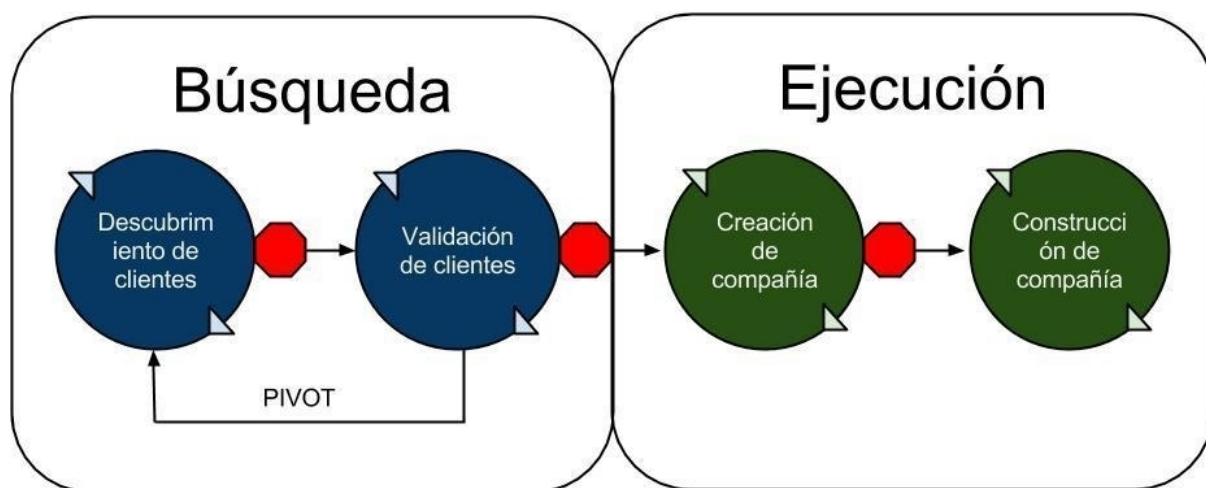 Búsqueda
Ejecución
Descubrim
iento de
clientes
Validación
de clientes
Creación
de
compañía
Construcci
ón de
compañía
PIVOT